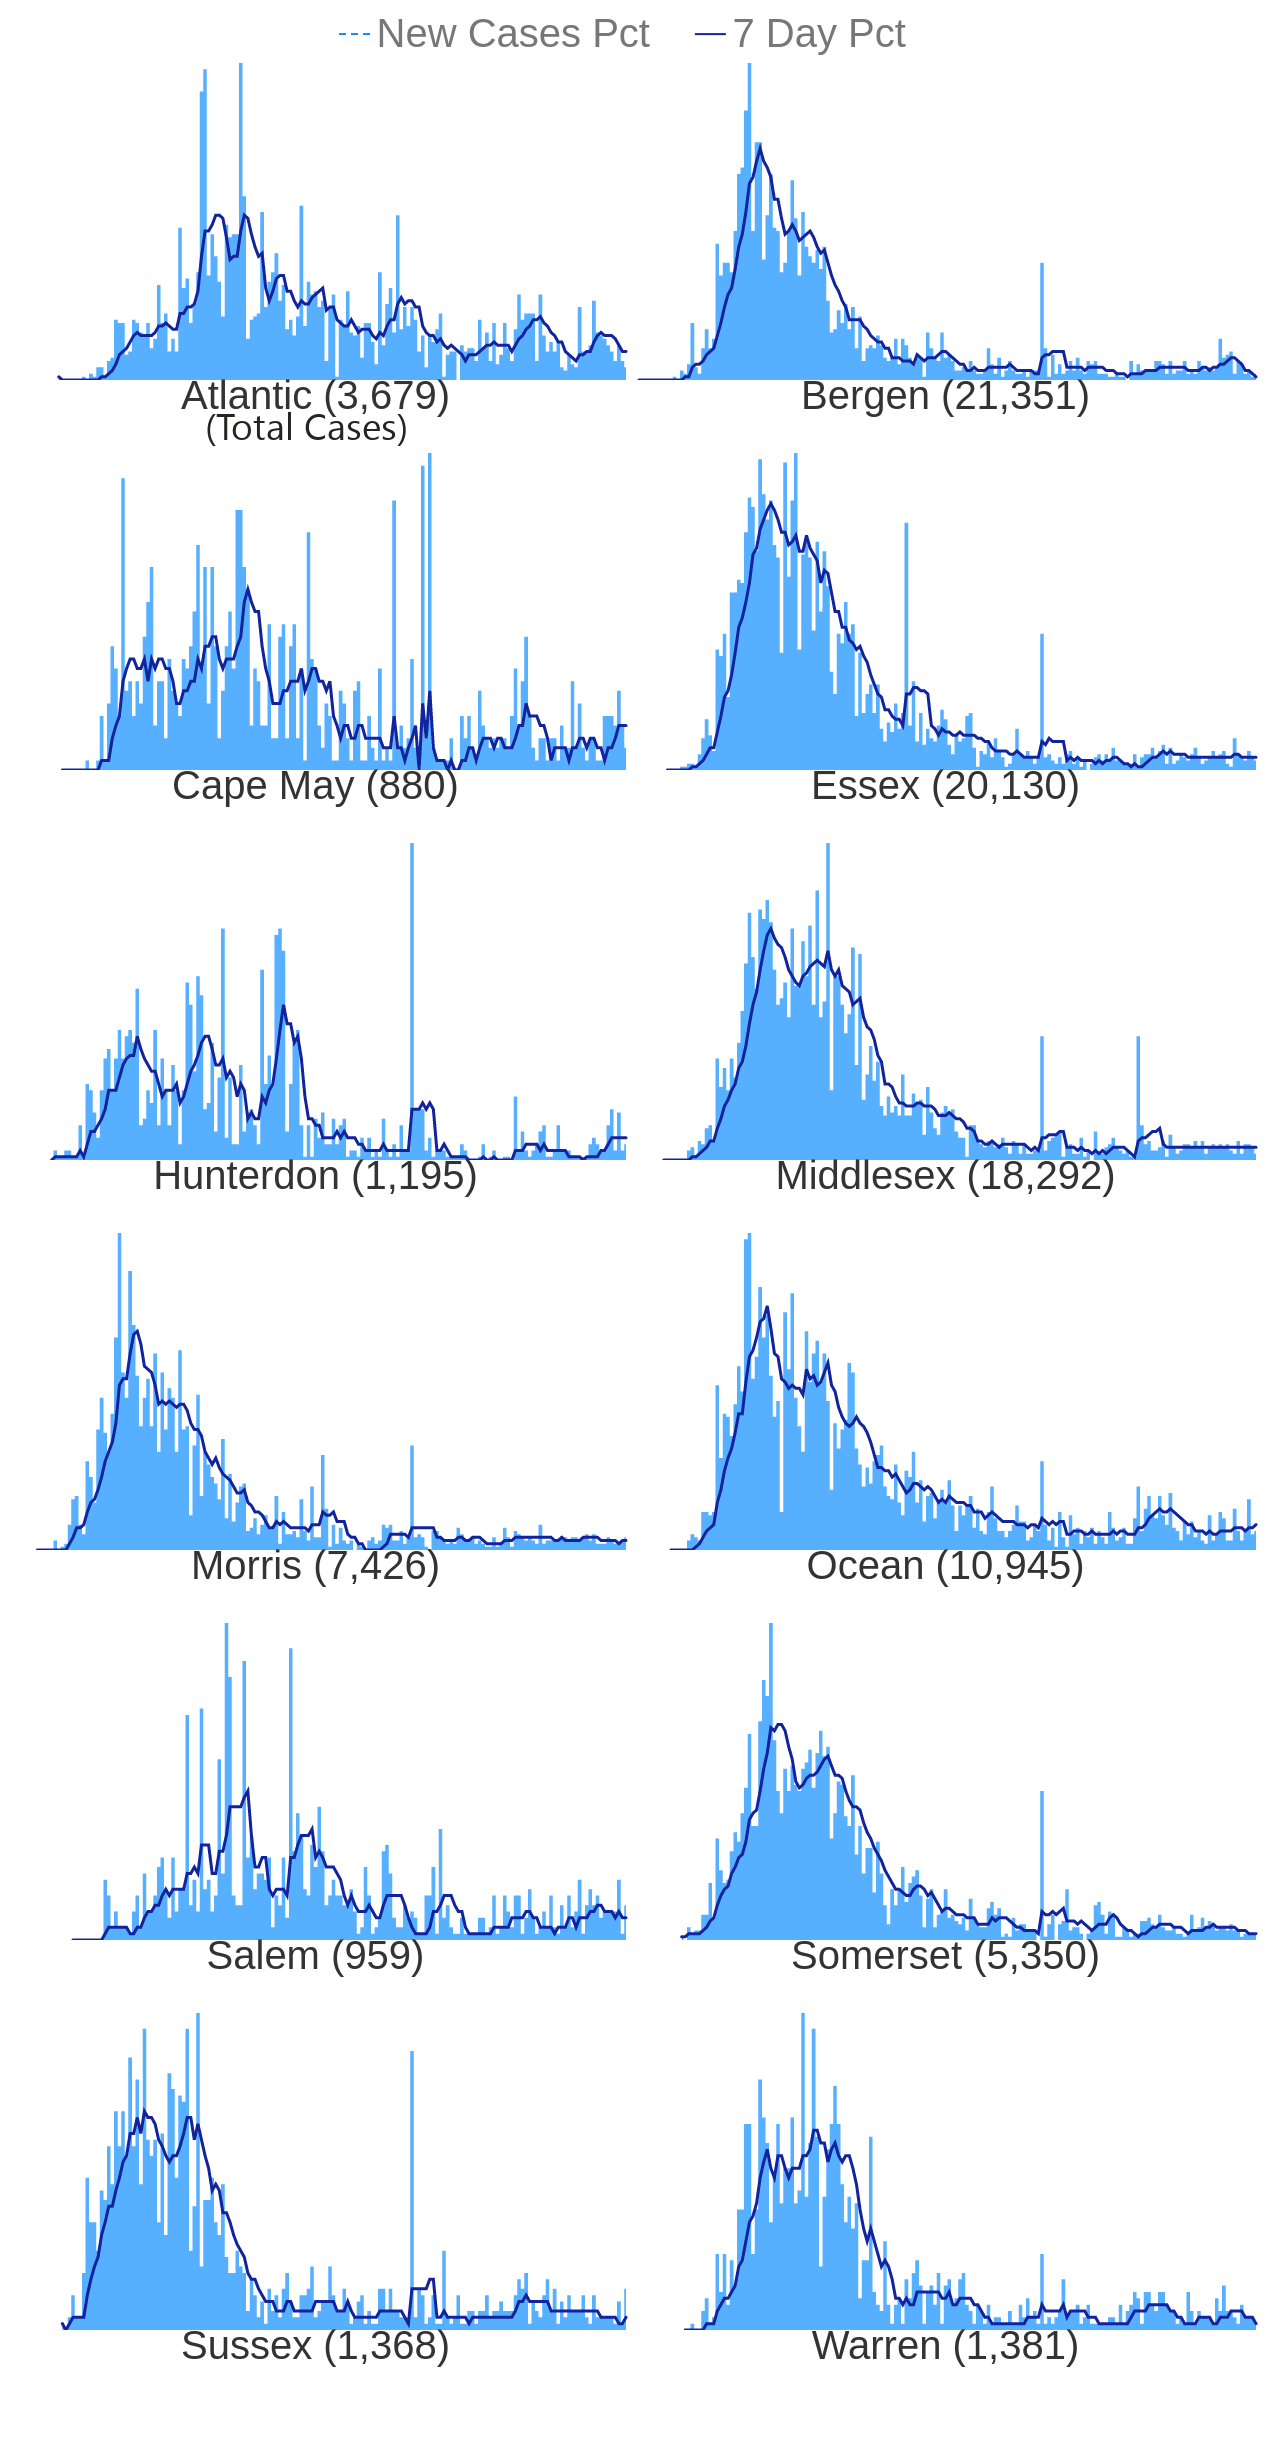 New Cases Pct 7 Day Pct
Atlantic (3,679) Bergen (21,351)
(Total Cases)
Cape May (880) Essex (20,130)
Hunterdon (1,195) Middlesex (18,292)
Morris (7,426) Ocean (10,945)
Salem (959) Somerset (5,350)
Sussex (1,368) Warren (1,381)